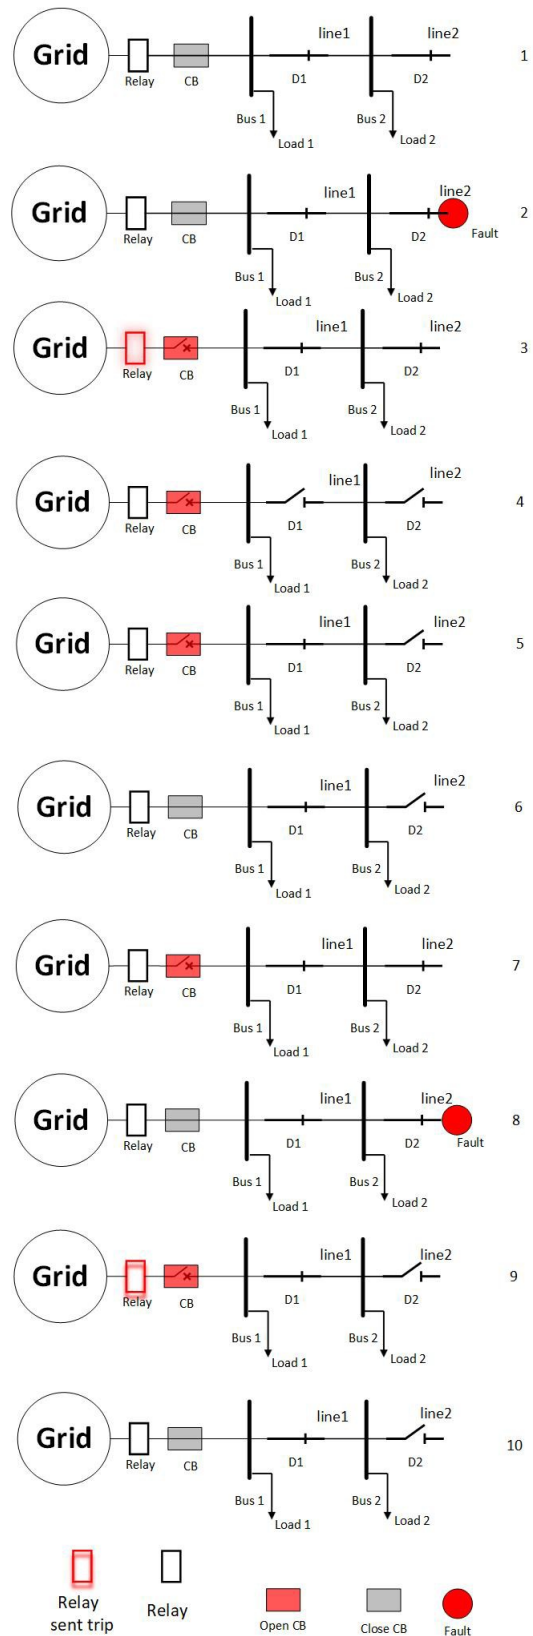 Grid
line1
line2
1
Relay
CB
D1
D2
Bus 1
Bus 2
Load 1
Load 2
line2
line1
Grid
2
Relay
CB
D1
D2
Fault
Bus 1
Bus 2
Load 1
Load 2
line1
line2
Grid
3
Relay
CB
D1
D2
Bus 1
Bus 2
Load 1
Load 2
line1
line2
Grid
4
Relay
CB
D1
D2
Bus 1
Bus 2
Load 1
Load 2
line1
line2
Grid
5
Relay
CB
D1
D2
Bus 1
Bus 2
Load 1
Load 2
line1
line2
Grid
6
Relay
CB
D1
D2
Bus 1
Bus 2
Load 1
Load 2
line1
line2
Grid
7
Relay
CB
D1
D2
Bus 1
Bus 2
Load 1
Load 2
line1
line2
Grid
8
Relay
CB
D1
D2
Fault
Bus 1
Bus 2
Load 1
Load 2
line1
line2
Grid
9
Relay
CB
D1
D2
Bus 1
Bus 2
Load 1
Load 2
line1
line2
Grid
10
Relay
CB
D1
D2
Bus 1
Bus 2
Load 1
Load 2
Relay
sent trip
Relay
Open CB
Close CB
Fault